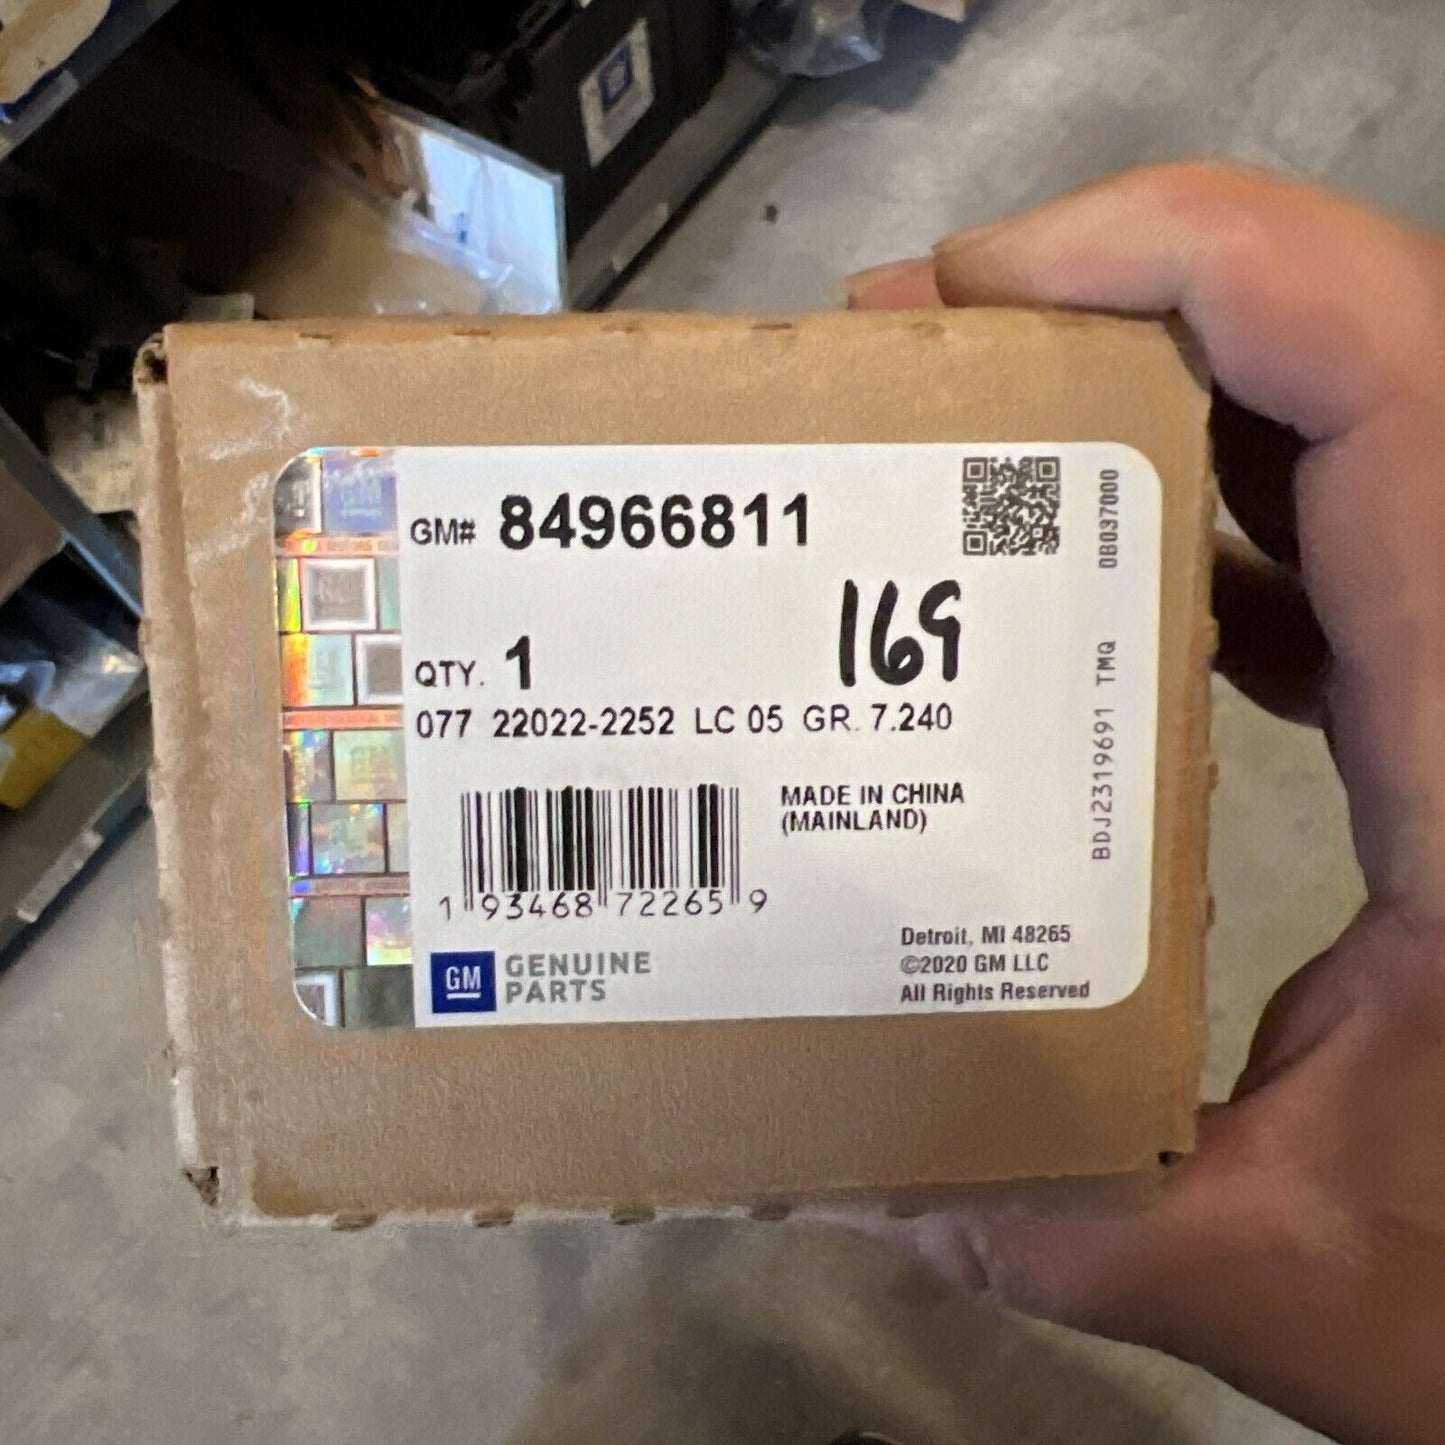 GM# 84966811
169
QTY. 1
077 22022-2252 LC 05 GR. 7.240
MADE IN CHINA
(MAINLAND)
1 93468 72265 9
GM GENUINE
PARTS
Detroit, MI 48265
©2020 GM LLC
All Rights Reserved
BDJ2319691 TMQ 0B037000